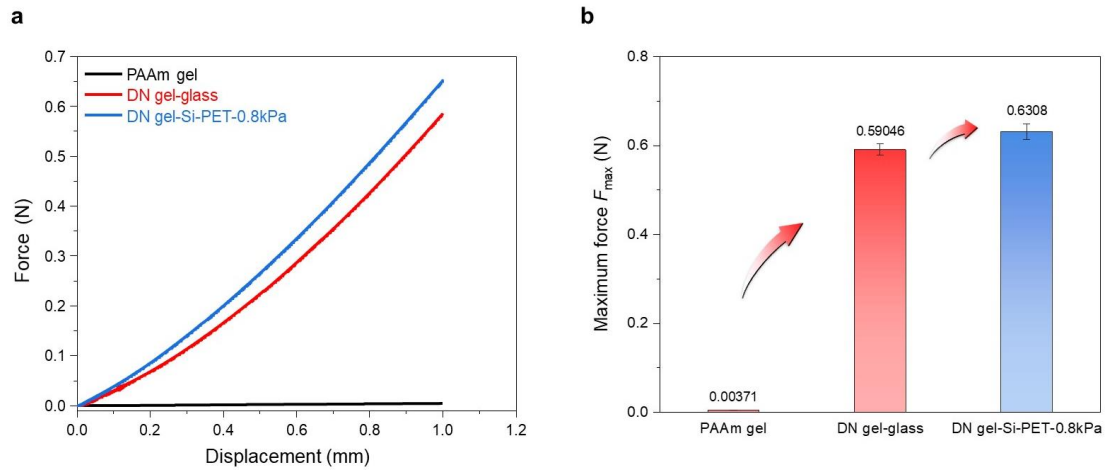 a
0.7
0.6
0.5
0.4
0.3
0.2
0.1
0.0
Force (N)
PAAm gel
DN gel-glass
DN gel-Si-PET-0.8kPa
0.0 0.2 0.4 0.6 0.8 1.0 1.2
Displacement (mm)
b
0.8
0.6
0.4
0.2
0.0
Maximum force Fmax (N)
0.00371
0.59046
0.6308
PAAm gel DN gel-glass DN gel-Si-PET-0.8kPa